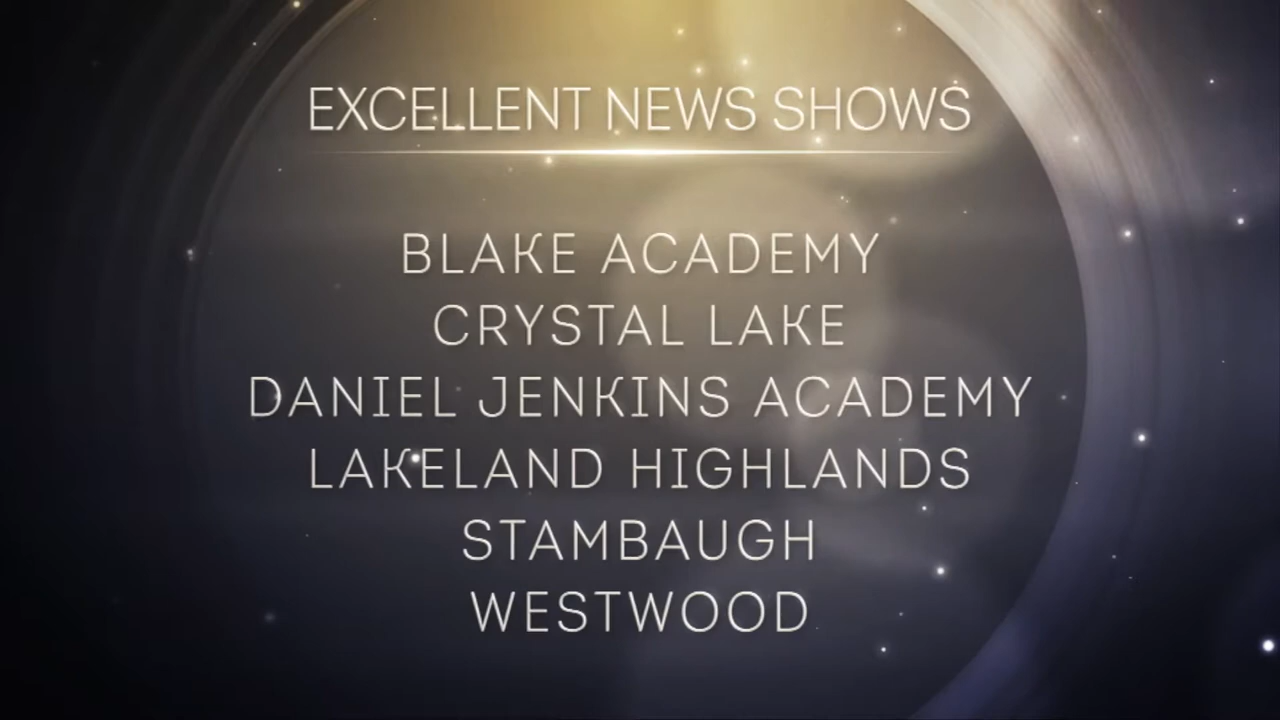 EXCELLENT NEWS SHOWS
BLAKE ACADEMY
CRYSTAL LAKE
DANIEL JENKINS ACADEMY
LAKELAND HIGHLANDS
STAMBAUGH
WESTWOOD